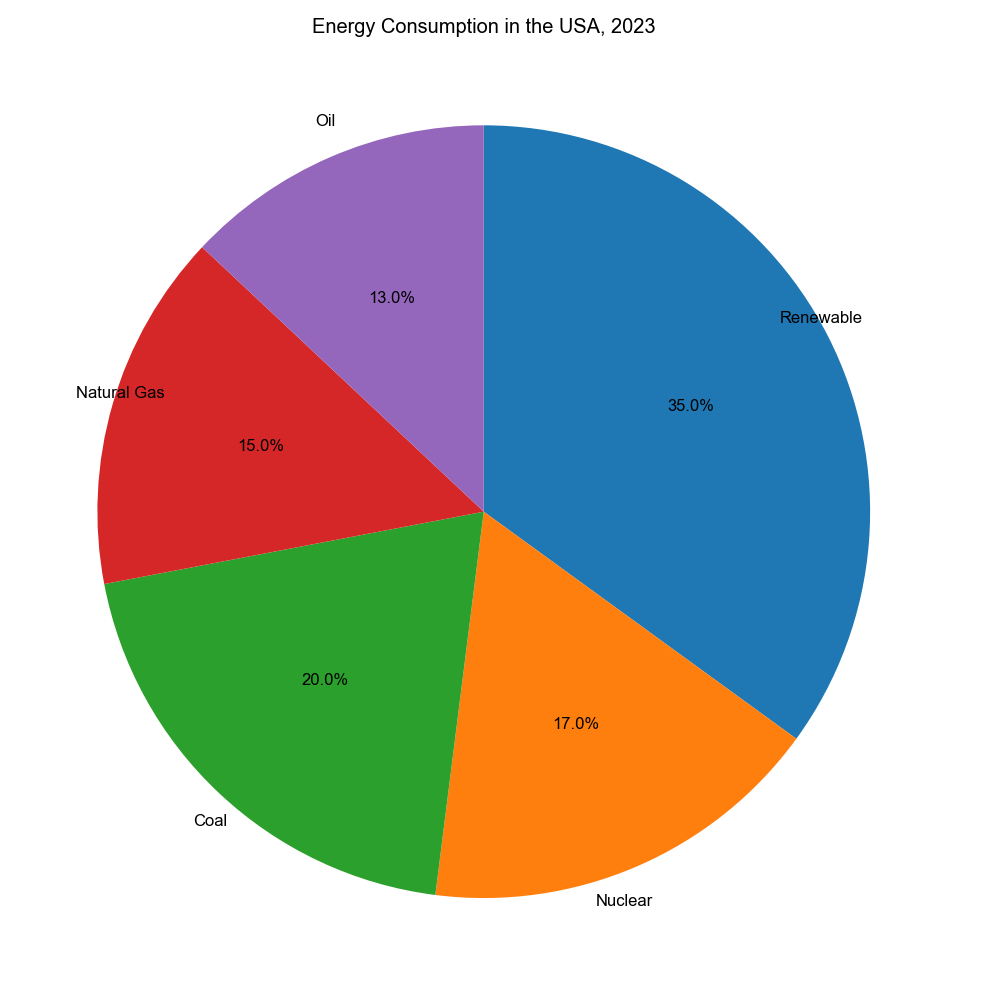 Energy Consumption in the USA, 2023
Oil
13.0%
Renewable
Natural Gas
35.0%
15.0%
20.0%
17.0%
Coal
Nuclear